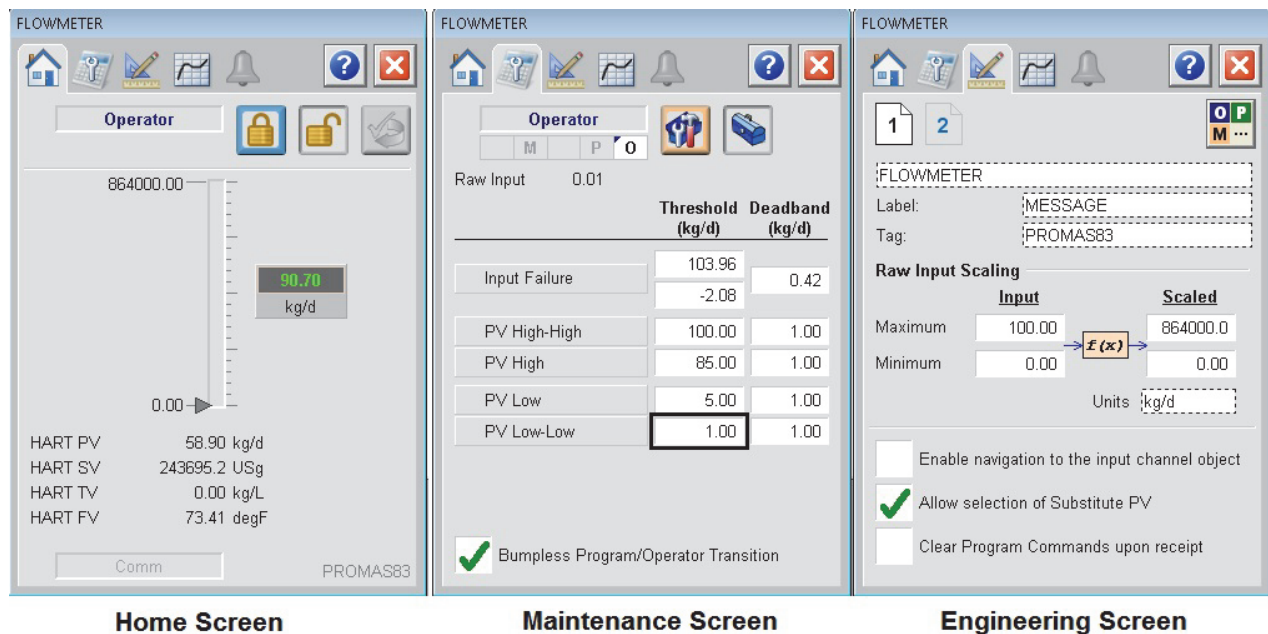 FLOWMETER
Operator
864000.00
90.70
kg/d
0.00
HART PV 58.90 kg/d
HART SV 243695.2 USg
HART TV 0.00 kg/L
HART FV 73.41 degF
Comm
PROMAS83
Home Screen
FLOWMETER
Operator
M P O
Raw Input 0.01
Threshold Deadband
(kg/d) (kg/d)
103.96
Input Failure 0.42
-2.08
PV High-High 100.00 1.00
PV High 85.00 1.00
PV Low 5.00 1.00
PV Low-Low 1.00 1.00
Bumpless Program/Operator Transition
Maintenance Screen
FLOWMETER
1 2
O P
M ...
FLOWMETER
Label: MESSAGE
Tag: PROMAS83
Raw Input Scaling
Input Scaled
Maximum 100.00 864000.0
f(x)
Minimum 0.00 0.00
Units kg/d
Enable navigation to the input channel object
Allow selection of Substitute PV
Clear Program Commands upon receipt
Engineering Screen